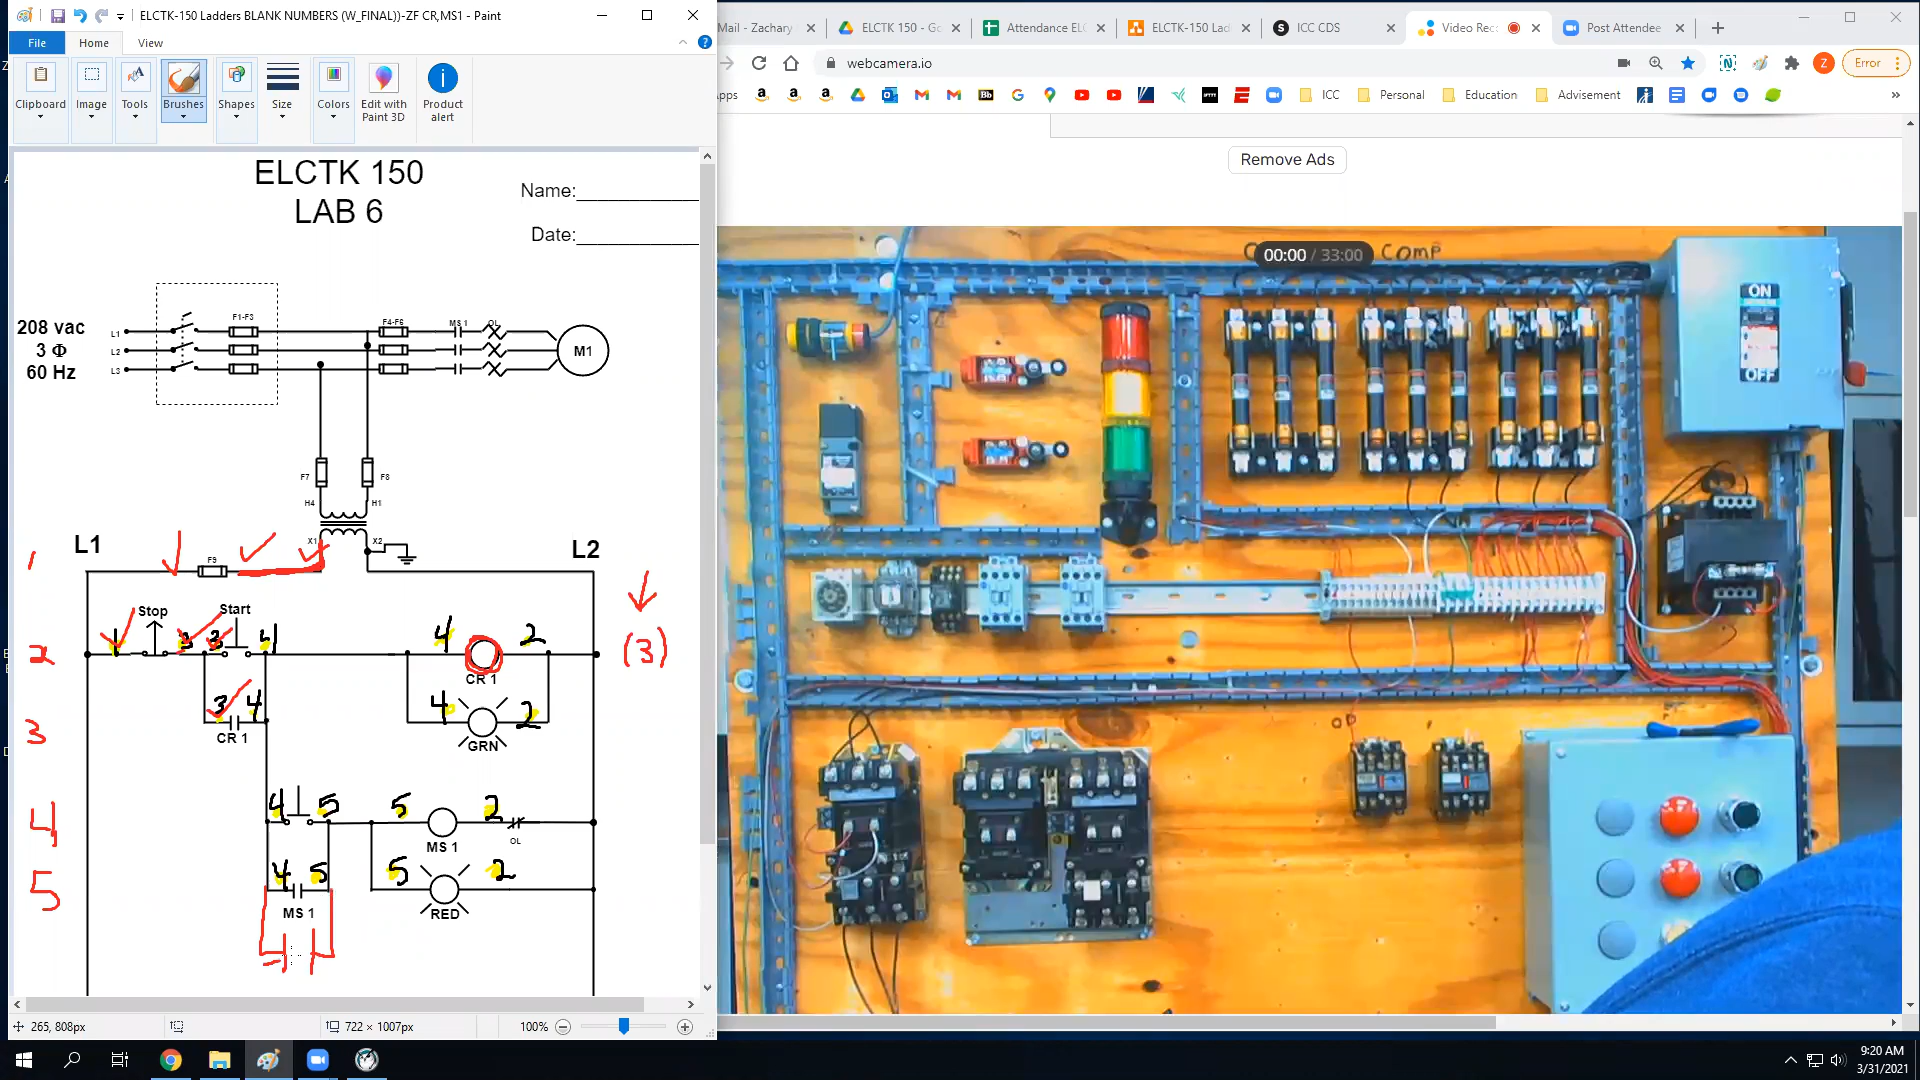 ELCTK-150 Ladders BLANK NUMBERS (W_FINAL))-ZF CR,MS1 - Paint
File
Home
View
Clipboard
Image
Tools
Brushes
Shapes
Size
Colors
Edit with
Paint 3D
Product
alert
ELCTK 150
LAB 6
Name:____________
Date:____________
208 vac
3 Φ
60 Hz
L1
L2
L3
F1-F3
F4-F6
MS 1
OL
M1
F7
F8
H4
H1
X1
X2
L1
L2
1
F9
Stop
Start
2
1
3
3
4
4
2
(3)
CR 1
3
3
4
CR 1
4
2
GRN
4
4
5
5
2
MS 1
OL
5
4
5
MS 1
5
2
RED
265, 808px
722 × 1007px
100%
Mail - Zachary
ELCTK 150 - Go
Attendance ELC
ELCTK-150 Lad
ICC CDS
Video Rec
Post Attendee
webcamera.io
Error
Apps
ICC
Personal
Education
Advisement
Remove Ads
00:00 / 33:00
Comp
ON
OFF
9:20 AM
3/31/2021